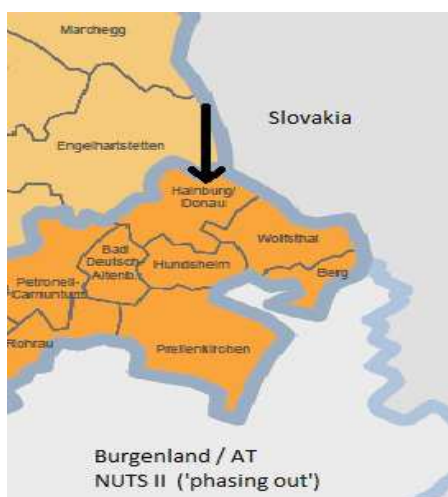 Marchegg
Slovakia
Engelhartstetten
Hainburg/
Donau
Wolfsthal
Bad
Deutsch-
Altenb.
Hundsheim
Berg
Petronell-
Carnuntum
Rohrau
Prellenkirchen
Burgenland / AT
NUTS II ('phasing out')